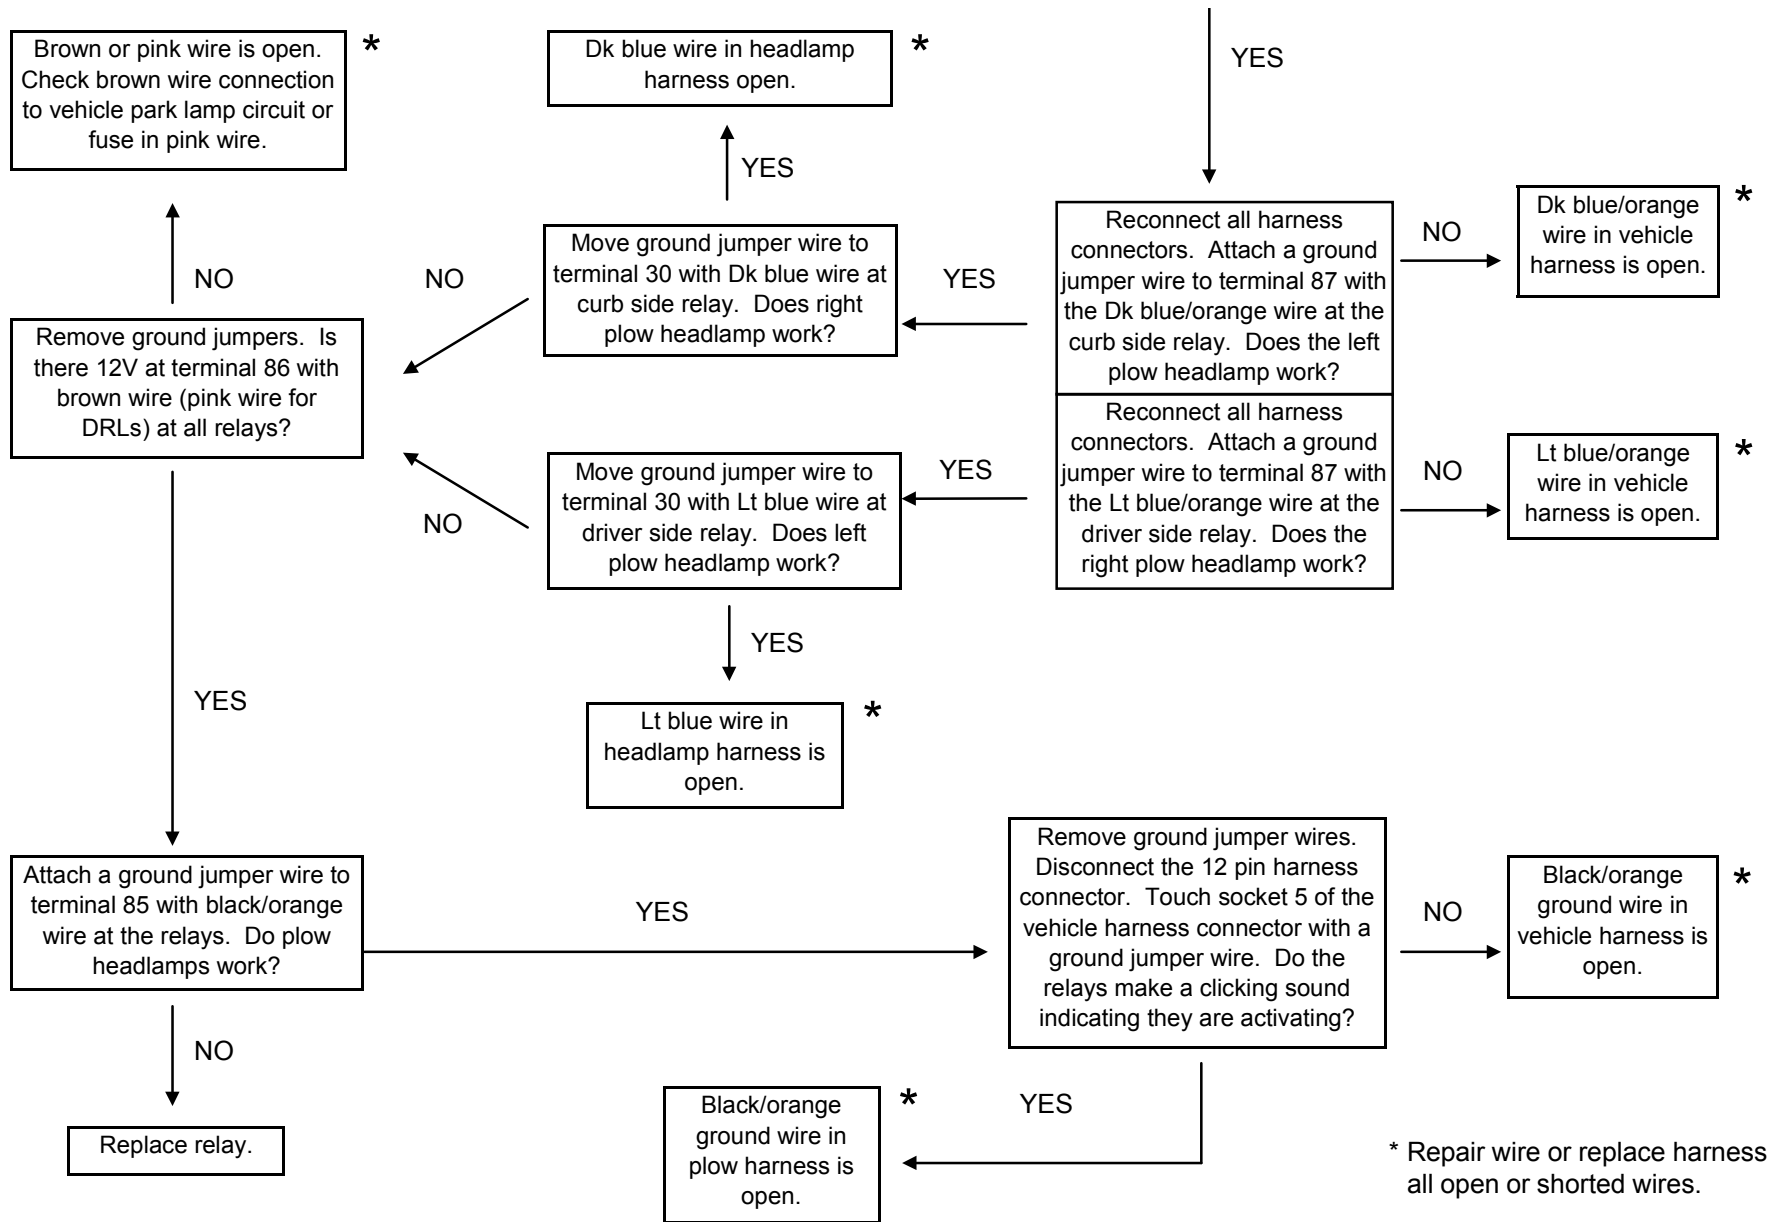 Brown or pink wire is open.
Check brown wire connection
to vehicle park lamp circuit or
fuse in pink wire.
*
Dk blue wire in headlamp
harness open.
*
YES
YES
Reconnect all harness
connectors. Attach a ground
jumper wire to terminal 87 with
the Dk blue/orange wire at the
curb side relay. Does the left
plow headlamp work?
NO
Dk blue/orange
wire in vehicle
harness is open.
*
YES
Move ground jumper wire to
terminal 30 with Dk blue wire at
curb side relay. Does right
plow headlamp work?
NO
NO
Remove ground jumpers. Is
there 12V at terminal 86 with
brown wire (pink wire for
DRLs) at all relays?
Reconnect all harness
connectors. Attach a ground
jumper wire to terminal 87 with
the Lt blue/orange wire at the
driver side relay. Does the
right plow headlamp work?
NO
Lt blue/orange
wire in vehicle
harness is open.
*
YES
Move ground jumper wire to
terminal 30 with Lt blue wire at
driver side relay. Does left
plow headlamp work?
NO
YES
Lt blue wire in
headlamp harness is
open.
*
YES
Attach a ground jumper wire to
terminal 85 with black/orange
wire at the relays. Do plow
headlamps work?
YES
Remove ground jumper wires.
Disconnect the 12 pin harness
connector. Touch socket 5 of the
vehicle harness connector with a
ground jumper wire. Do the
relays make a clicking sound
indicating they are activating?
NO
Black/orange
ground wire in
vehicle harness is
open.
*
NO
Replace relay.
YES
Black/orange
ground wire in
plow harness is
open.
*
* Repair wire or replace harness
all open or shorted wires.